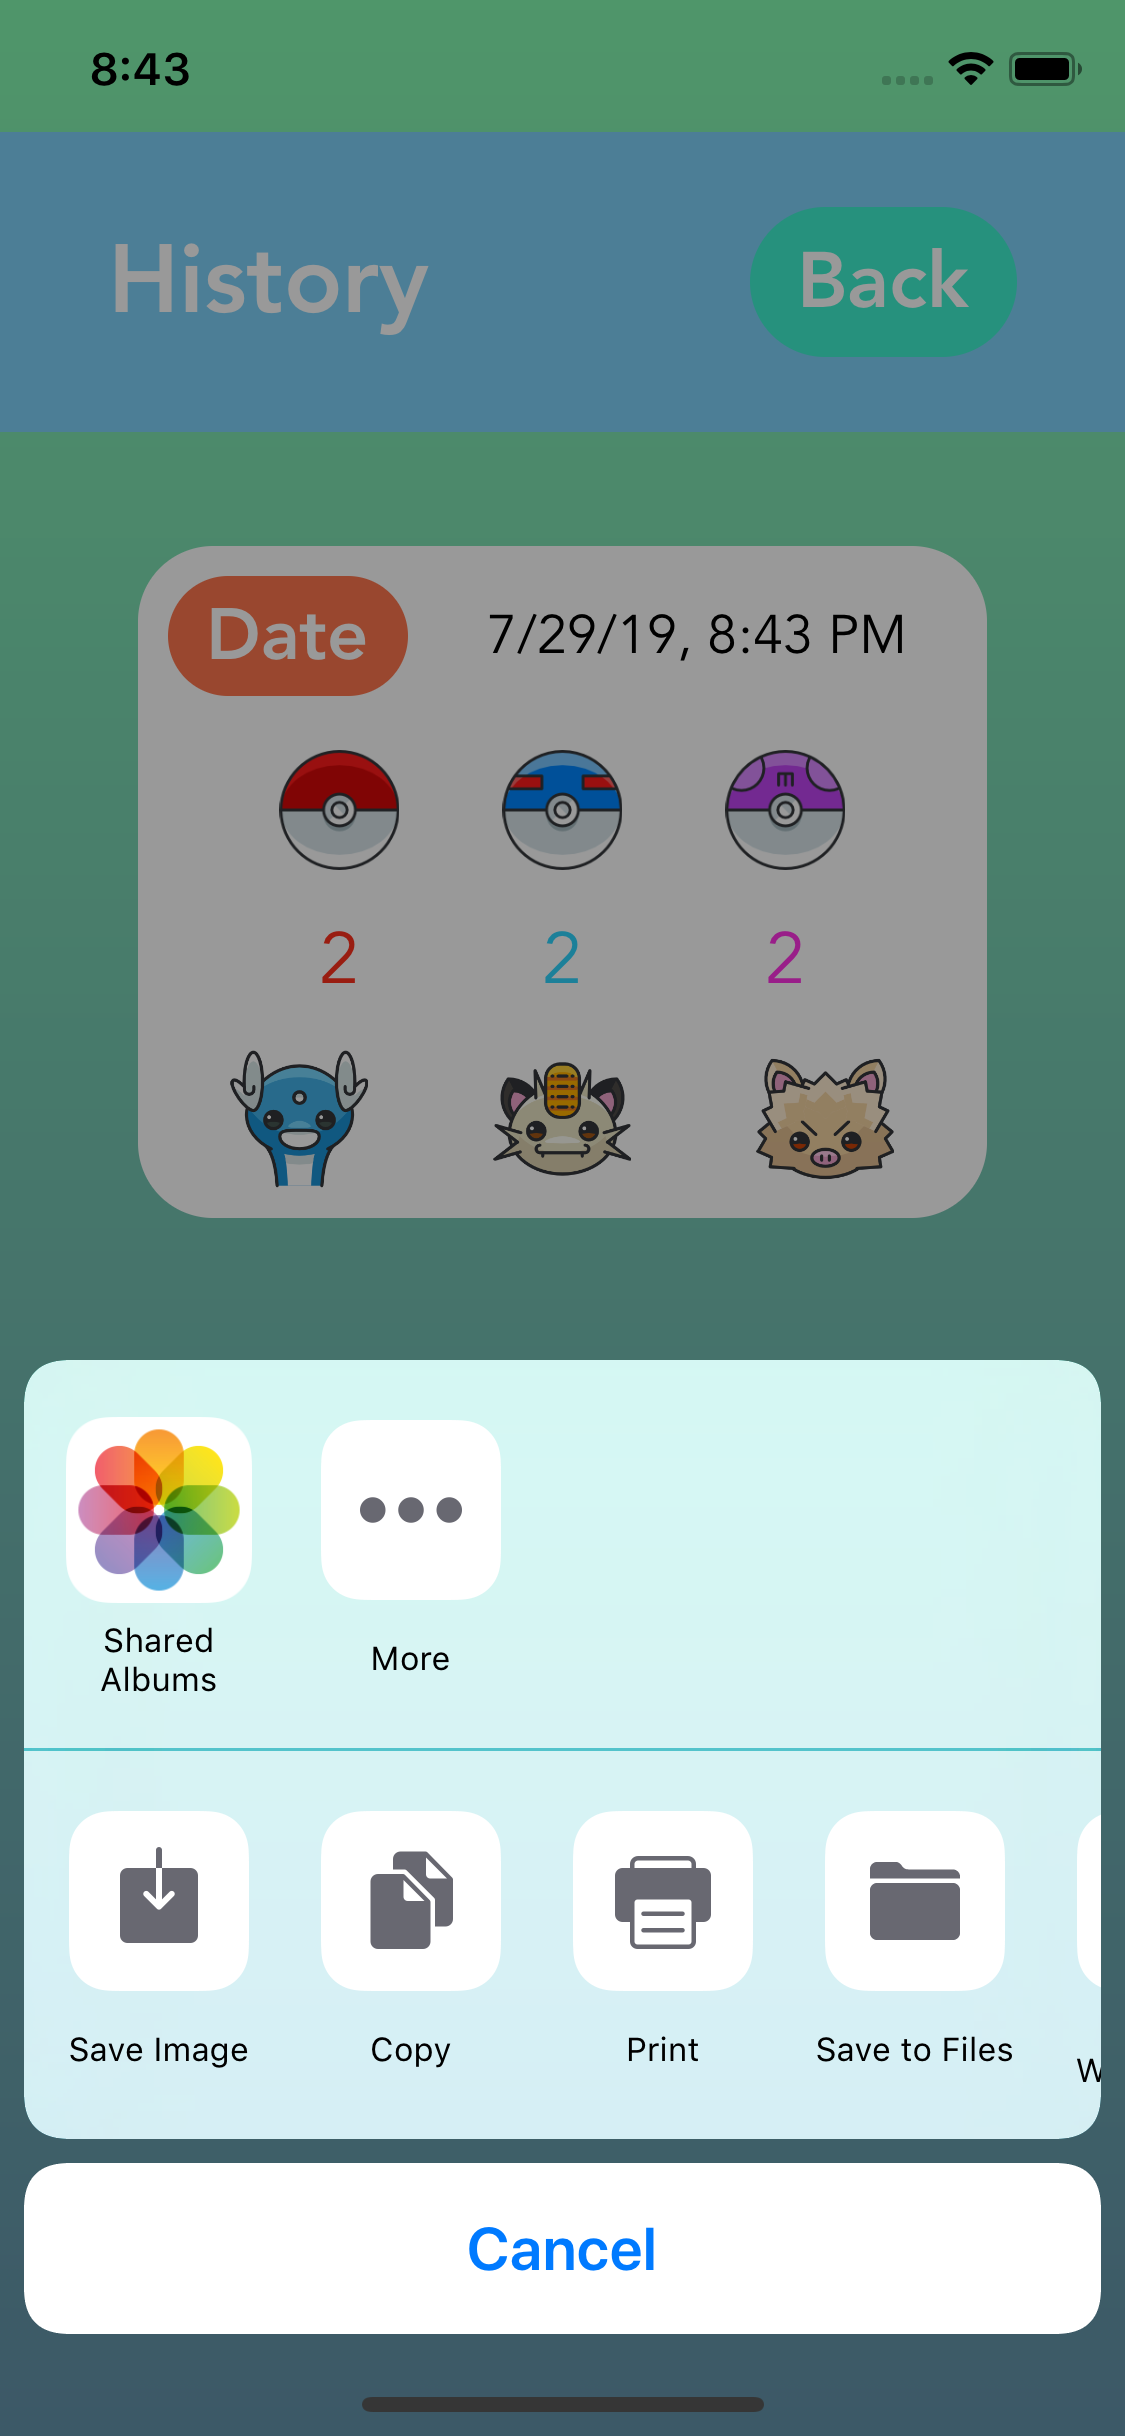 8:43
History
Back
Date
7/29/19, 8:43 PM
2
2
2
Shared
Albums
More
Save Image
Copy
Print
Save to Files
Cancel